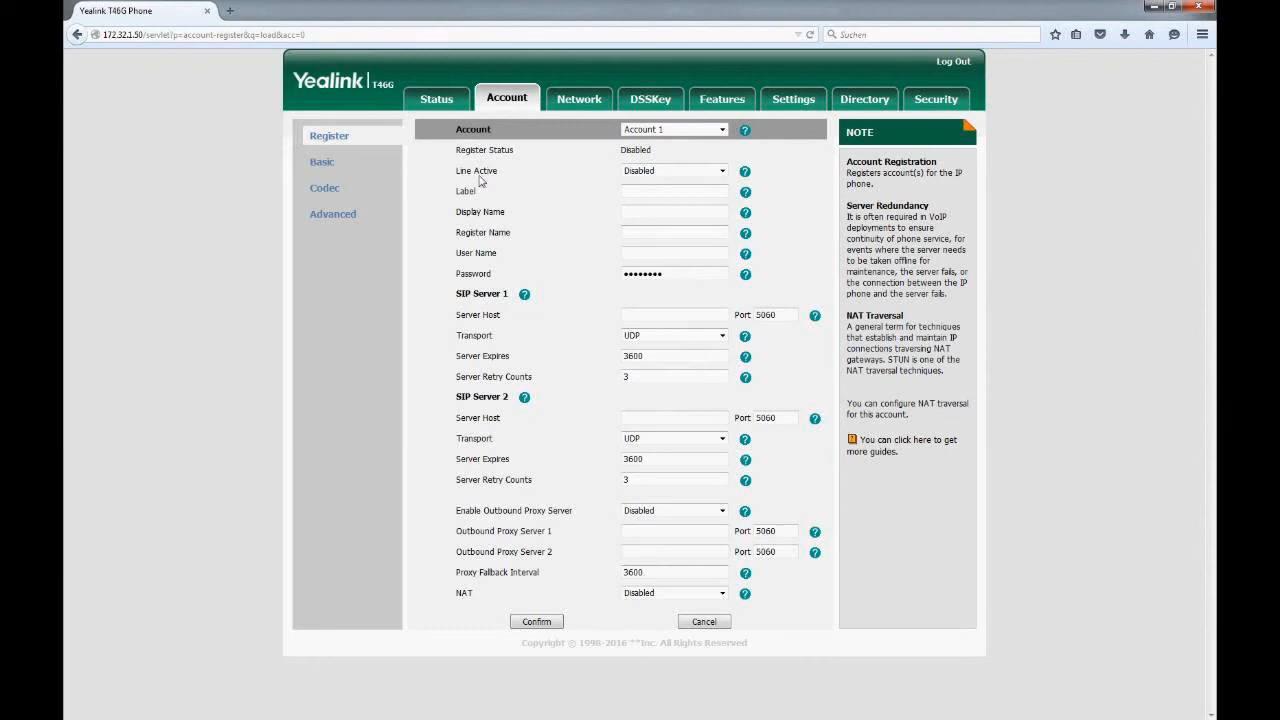 Yealink T46G Phone
172.32.1.50/servlet?p=account-register&q=load&acc=0
Suchen
Log Out
Yealink T46G
Status Account Network DSSKey Features Settings Directory Security
Register
Basic
Codec
Advanced
Account Account 1
Register Status Disabled
Line Active Disabled
Label
Display Name
Register Name
User Name
Password ••••••••
SIP Server 1
Server Host Port 5060
Transport UDP
Server Expires 3600
Server Retry Counts 3
SIP Server 2
Server Host Port 5060
Transport UDP
Server Expires 3600
Server Retry Counts 3
Enable Outbound Proxy Server Disabled
Outbound Proxy Server 1 Port 5060
Outbound Proxy Server 2 Port 5060
Proxy Fallback Interval 3600
NAT Disabled
Confirm Cancel
NOTE
Account Registration
Registers account(s) for the IP
phone.
Server Redundancy
It is often required in VoIP
deployments to ensure
continuity of phone service, for
events where the server needs
to be taken offline for
maintenance, the server fails, or
the connection between the IP
phone and the server fails.
NAT Traversal
A general term for techniques
that establish and maintain IP
connections traversing NAT
gateways. STUN is one of the
NAT traversal techniques.
You can configure NAT traversal
for this account.
You can click here to get
more guides.
Copyright © 1998-2016 **Inc. All Rights Reserved